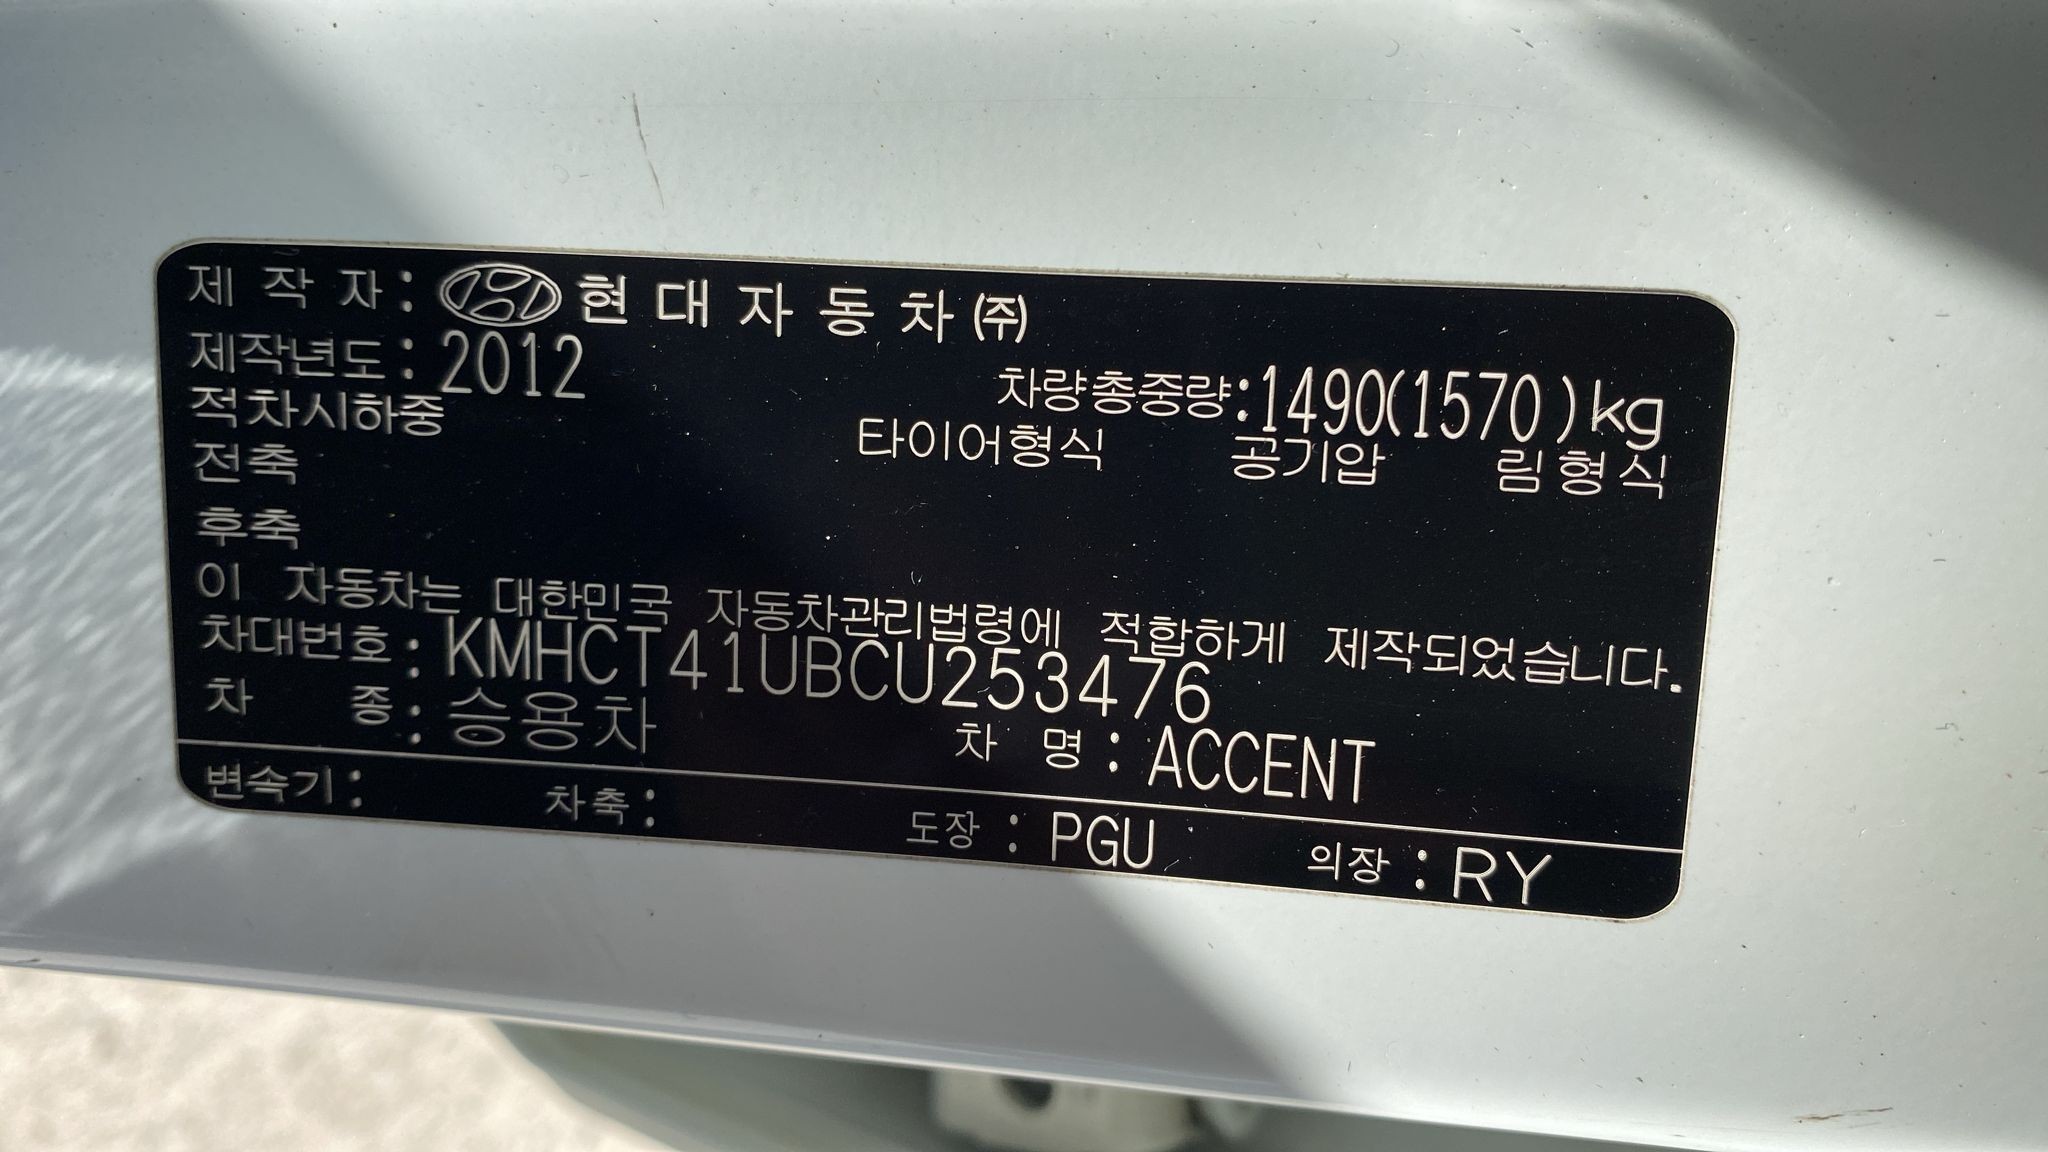 제 작 자 : 현 대 자 동 차 ㈜
제작년도 : 2012
차량총중량 : 1490(1570)kg
적차시하중 타이어형식 공기압 림형식
전축
후축
이 자동차는 대한민국 자동차관리법령에 적합하게 제작되었습니다.
차대번호 : KMHCT41UBCU253476
차 종 : 승용차 차 명 : ACCENT
변속기 : 차축 : 도장 : PGU 의장 : RY